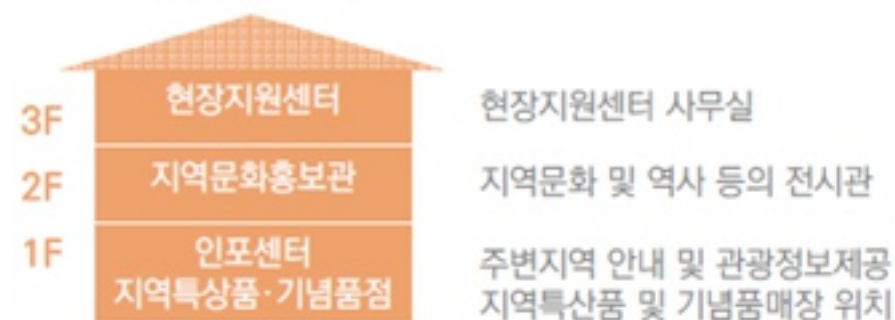 3F 현장지원센터 현장지원센터 사무실
2F 지역문화홍보관 지역문화 및 역사 등의 전시관
1F 인포센터 주변지역 안내 및 관광정보제공
지역특상품·기념품점 지역특산품 및 기념품매장 위치